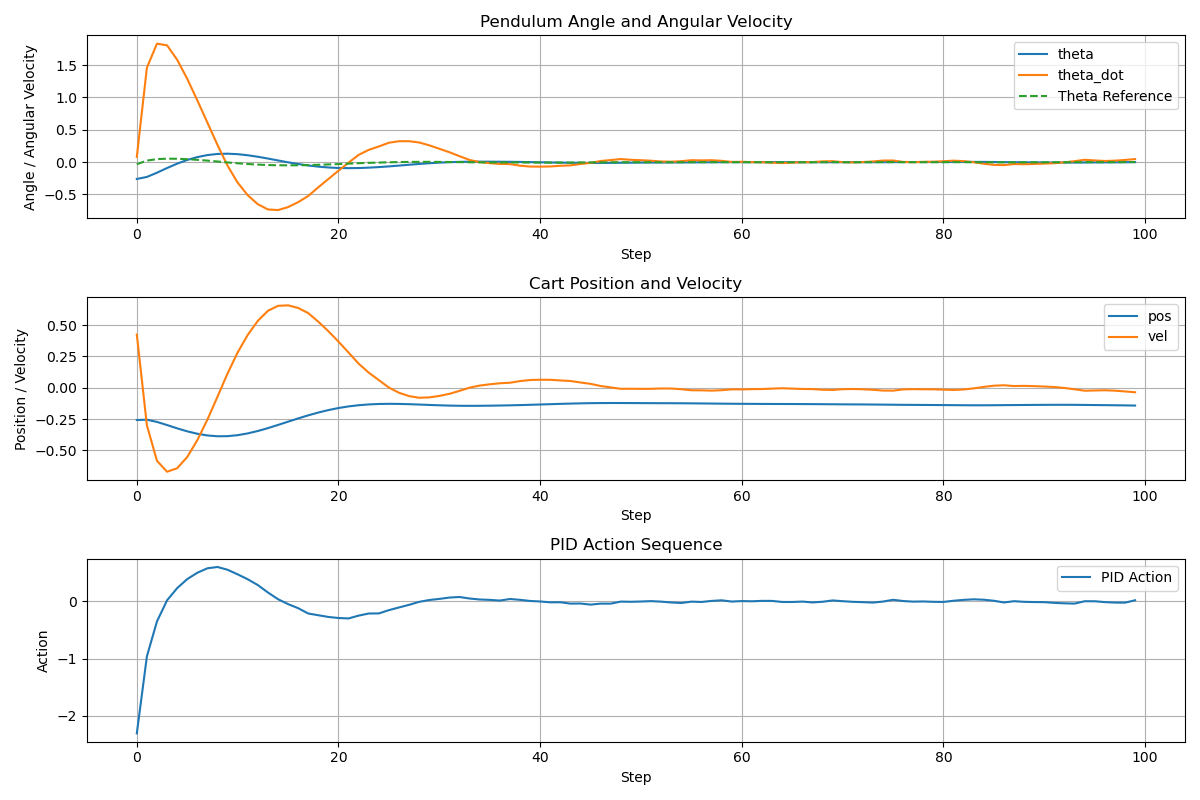 Pendulum Angle and Angular Velocity
Angle / Angular Velocity
1.5
1.0
0.5
0.0
−0.5
theta
theta_dot
Theta Reference
0 20 40 60 80 100
Step
Cart Position and Velocity
Position / Velocity
0.50
0.25
0.00
−0.25
−0.50
pos
vel
0 20 40 60 80 100
Step
PID Action Sequence
Action
0
−1
−2
PID Action
0 20 40 60 80 100
Step